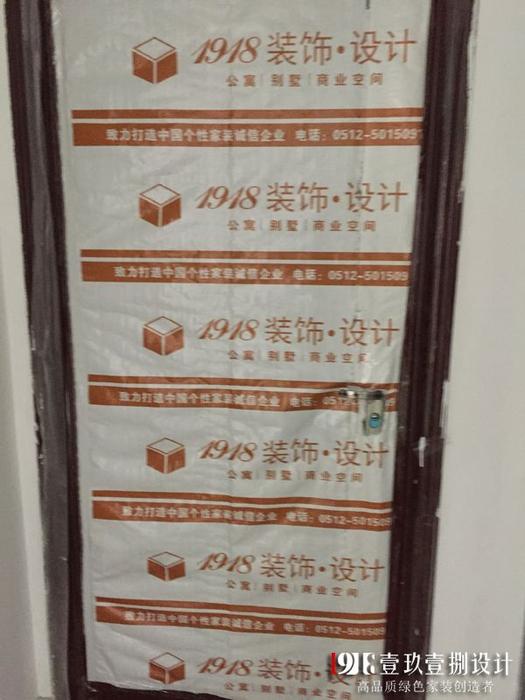 1918 装饰·设计
公寓｜别墅｜商业空间
致力打造中国个性家装诚信企业 电话：0512-5015091
1918 装饰·设计
公寓｜别墅｜商业空间
致力打造中国个性家装诚信企业 电话：0512-501509
1918 装饰·设计
公寓｜别墅｜商业空间
致力打造中国个性家装诚信企业 电话：0512
1918 装饰·设计
公寓｜别墅｜商业空间
致力打造中国个性家装诚信企业 电话：0512-501509
1918 装饰·设计
公寓｜别墅｜商业空间
致力打造中国个性家装诚信企业 电话：0512-501509
1918 装饰·设
高品质绿色家装创造者
1918 壹玖壹捌设计